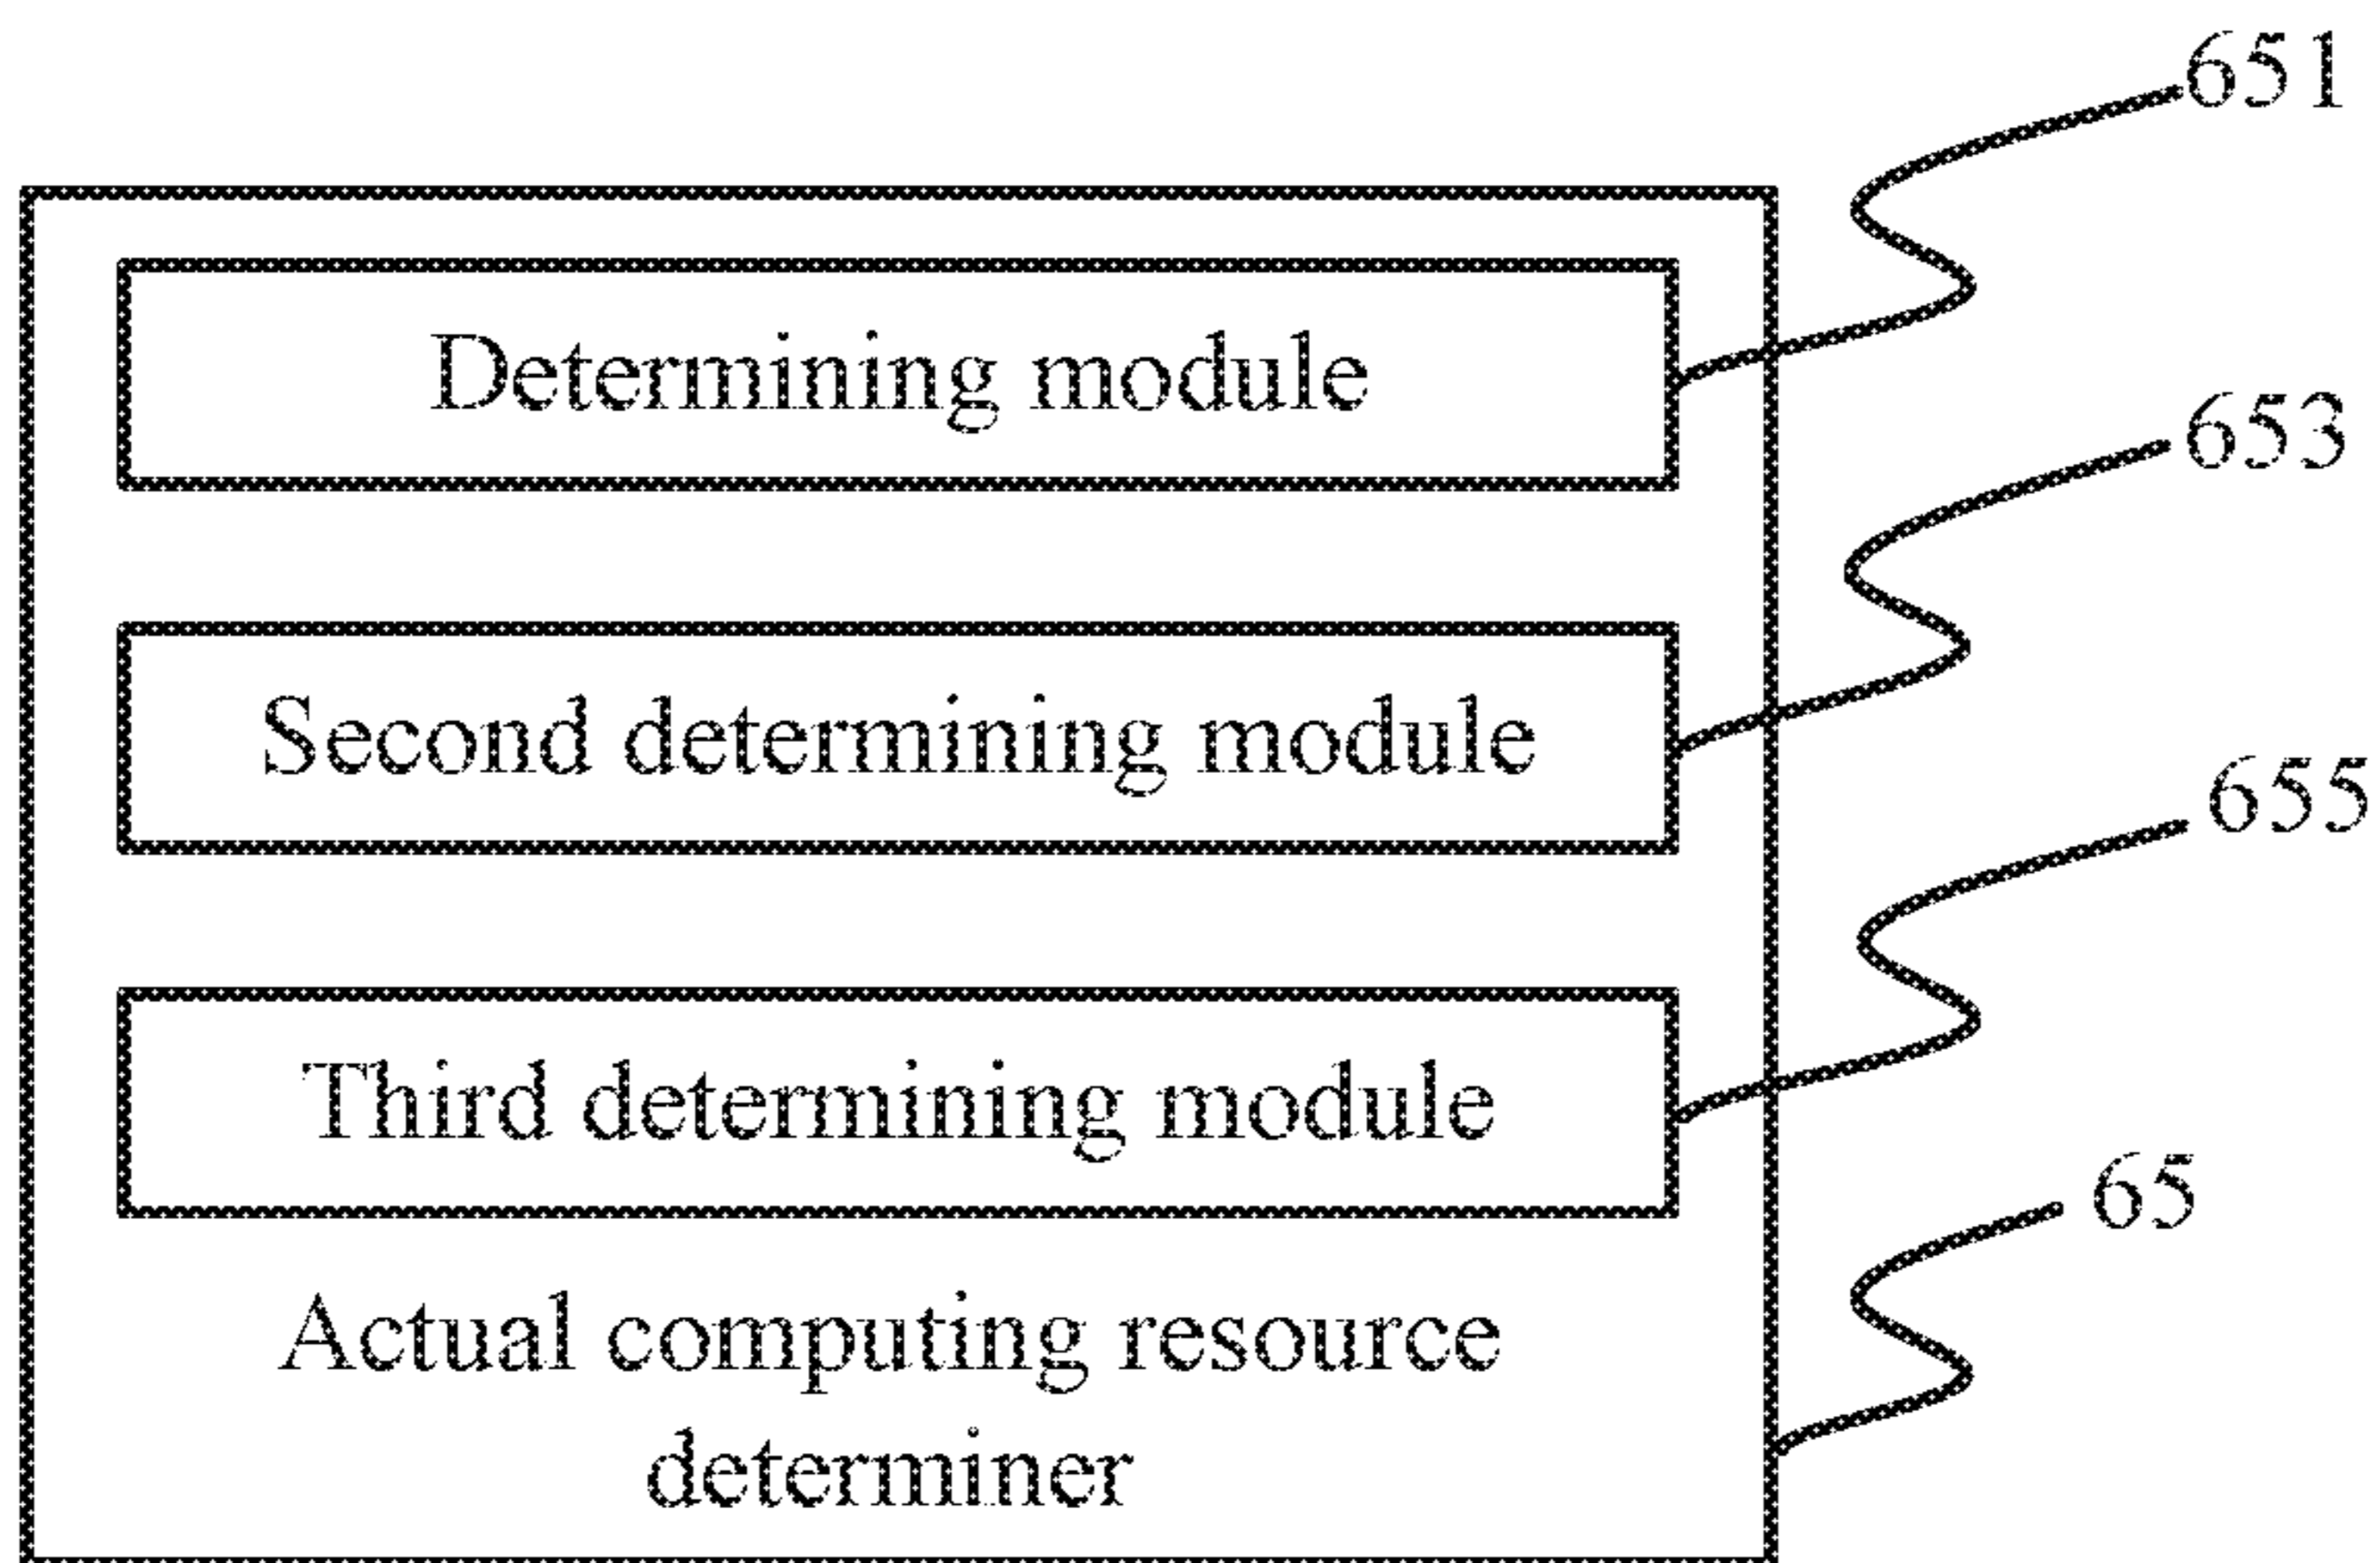 651
Determining module
653
Second determining module
655
Third determining module
65
Actual computing resource
determiner